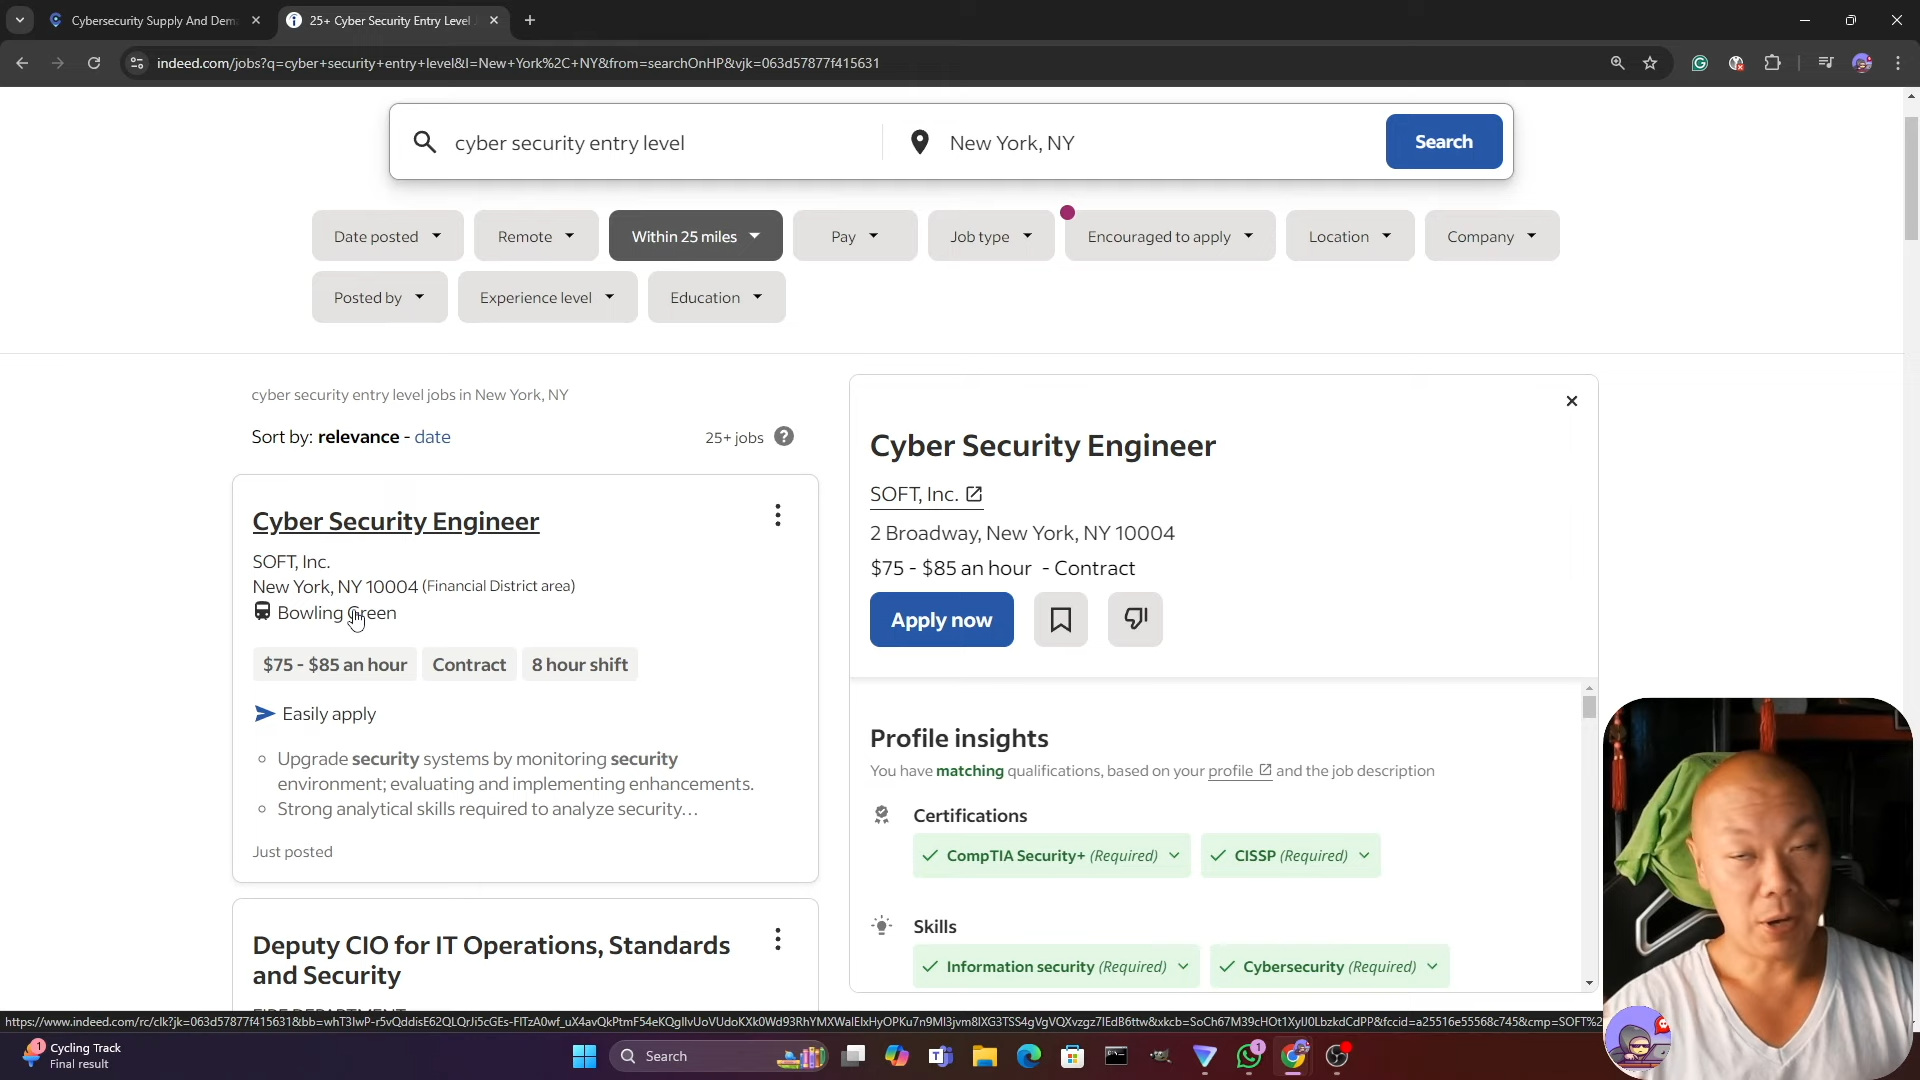 Cybersecurity Supply And Dem
25+ Cyber Security Entry Level J
indeed.com/jobs?q=cyber+security+entry+level&l=New+York%2C+NY&from=searchOnHP&vjk=063d57877f415631
cyber security entry level
New York, NY
Search
Date posted
Remote
Within 25 miles
Pay
Job type
Encouraged to apply
Location
Company
Posted by
Experience level
Education
cyber security entry level jobs in New York, NY
Sort by: relevance - date
25+ jobs
Cyber Security Engineer
SOFT, Inc.
New York, NY 10004 (Financial District area)
Bowling Green
$75 - $85 an hour
Contract
8 hour shift
Easily apply
Upgrade security systems by monitoring security
environment; evaluating and implementing enhancements.
Strong analytical skills required to analyze security…
Just posted
Deputy CIO for IT Operations, Standards
and Security
Cyber Security Engineer
SOFT, Inc.
2 Broadway, New York, NY 10004
$75 - $85 an hour - Contract
Apply now
Profile insights
You have matching qualifications, based on your profile and the job description
Certifications
CompTIA Security+ (Required)
CISSP (Required)
Skills
Information security (Required)
Cybersecurity (Required)
Cycling Track
Final result
Search